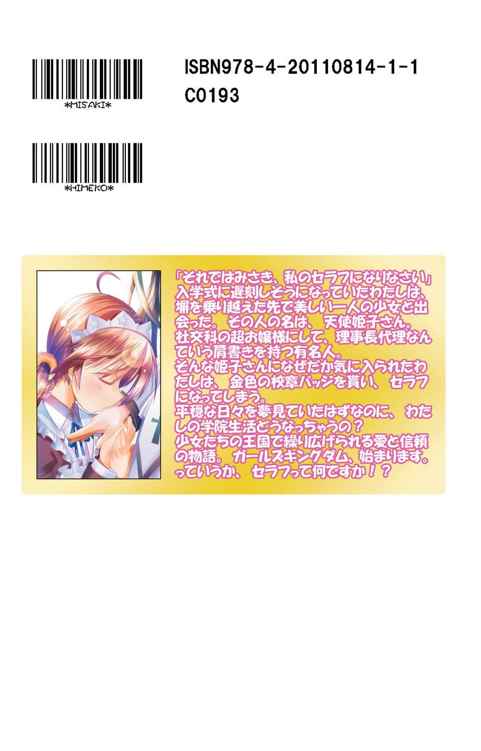 ISBN978-4-20110814-1-1
C0193
*MISAKI*
*HIMEKO*
「それではみさき、私のセラフになりなさい」
入学式に遅刻しそうになっていたわたしは、
塀を乗り越えた先で美しい一人の少女と出
会った。その人の名は、天使姫子さん。
社交科の超お嬢様にして、理事長代理なん
ていう肩書きを持つ有名人。
そんな姫子さんになぜだか気に入られたわ
たしは、金色の校章バッジを貰い、セラフ
になってしまう。
平穏な日々を夢見ていたはずなのに、わた
しの学院生活どうなっちゃうの？
少女たちの王国で繰り広げられる愛と信頼
の物語。ガールズキングダム、始まります。
っていうか、セラフって何ですか！？